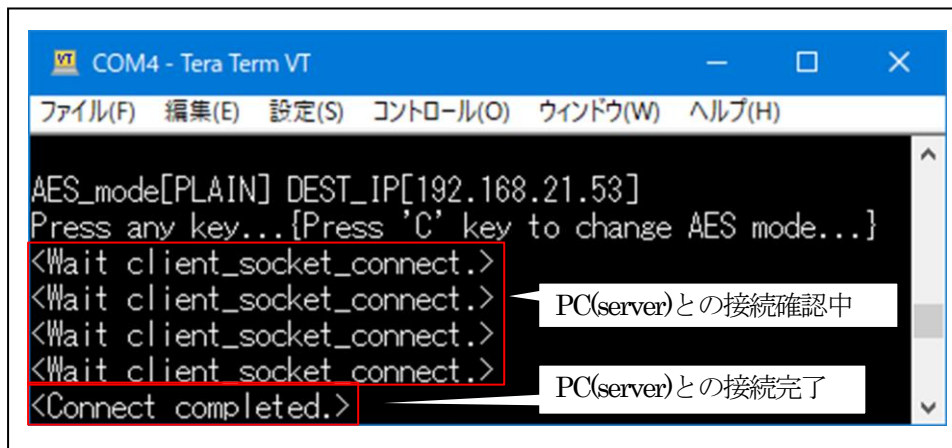 COM4 - Tera Term VT
ファイル(F) 編集(E) 設定(S) コントロール(O) ウィンドウ(W) ヘルプ(H)
AES_mode[PLAIN] DEST_IP[192.168.21.53]
Press any key...{Press 'C' key to change AES mode...}
<Wait client_socket_connect.>
<Wait client_socket_connect.>
PC(server)との接続確認中
<Wait client_socket_connect.>
<Wait client_socket_connect.>
PC(server)との接続完了
<Connect completed.>